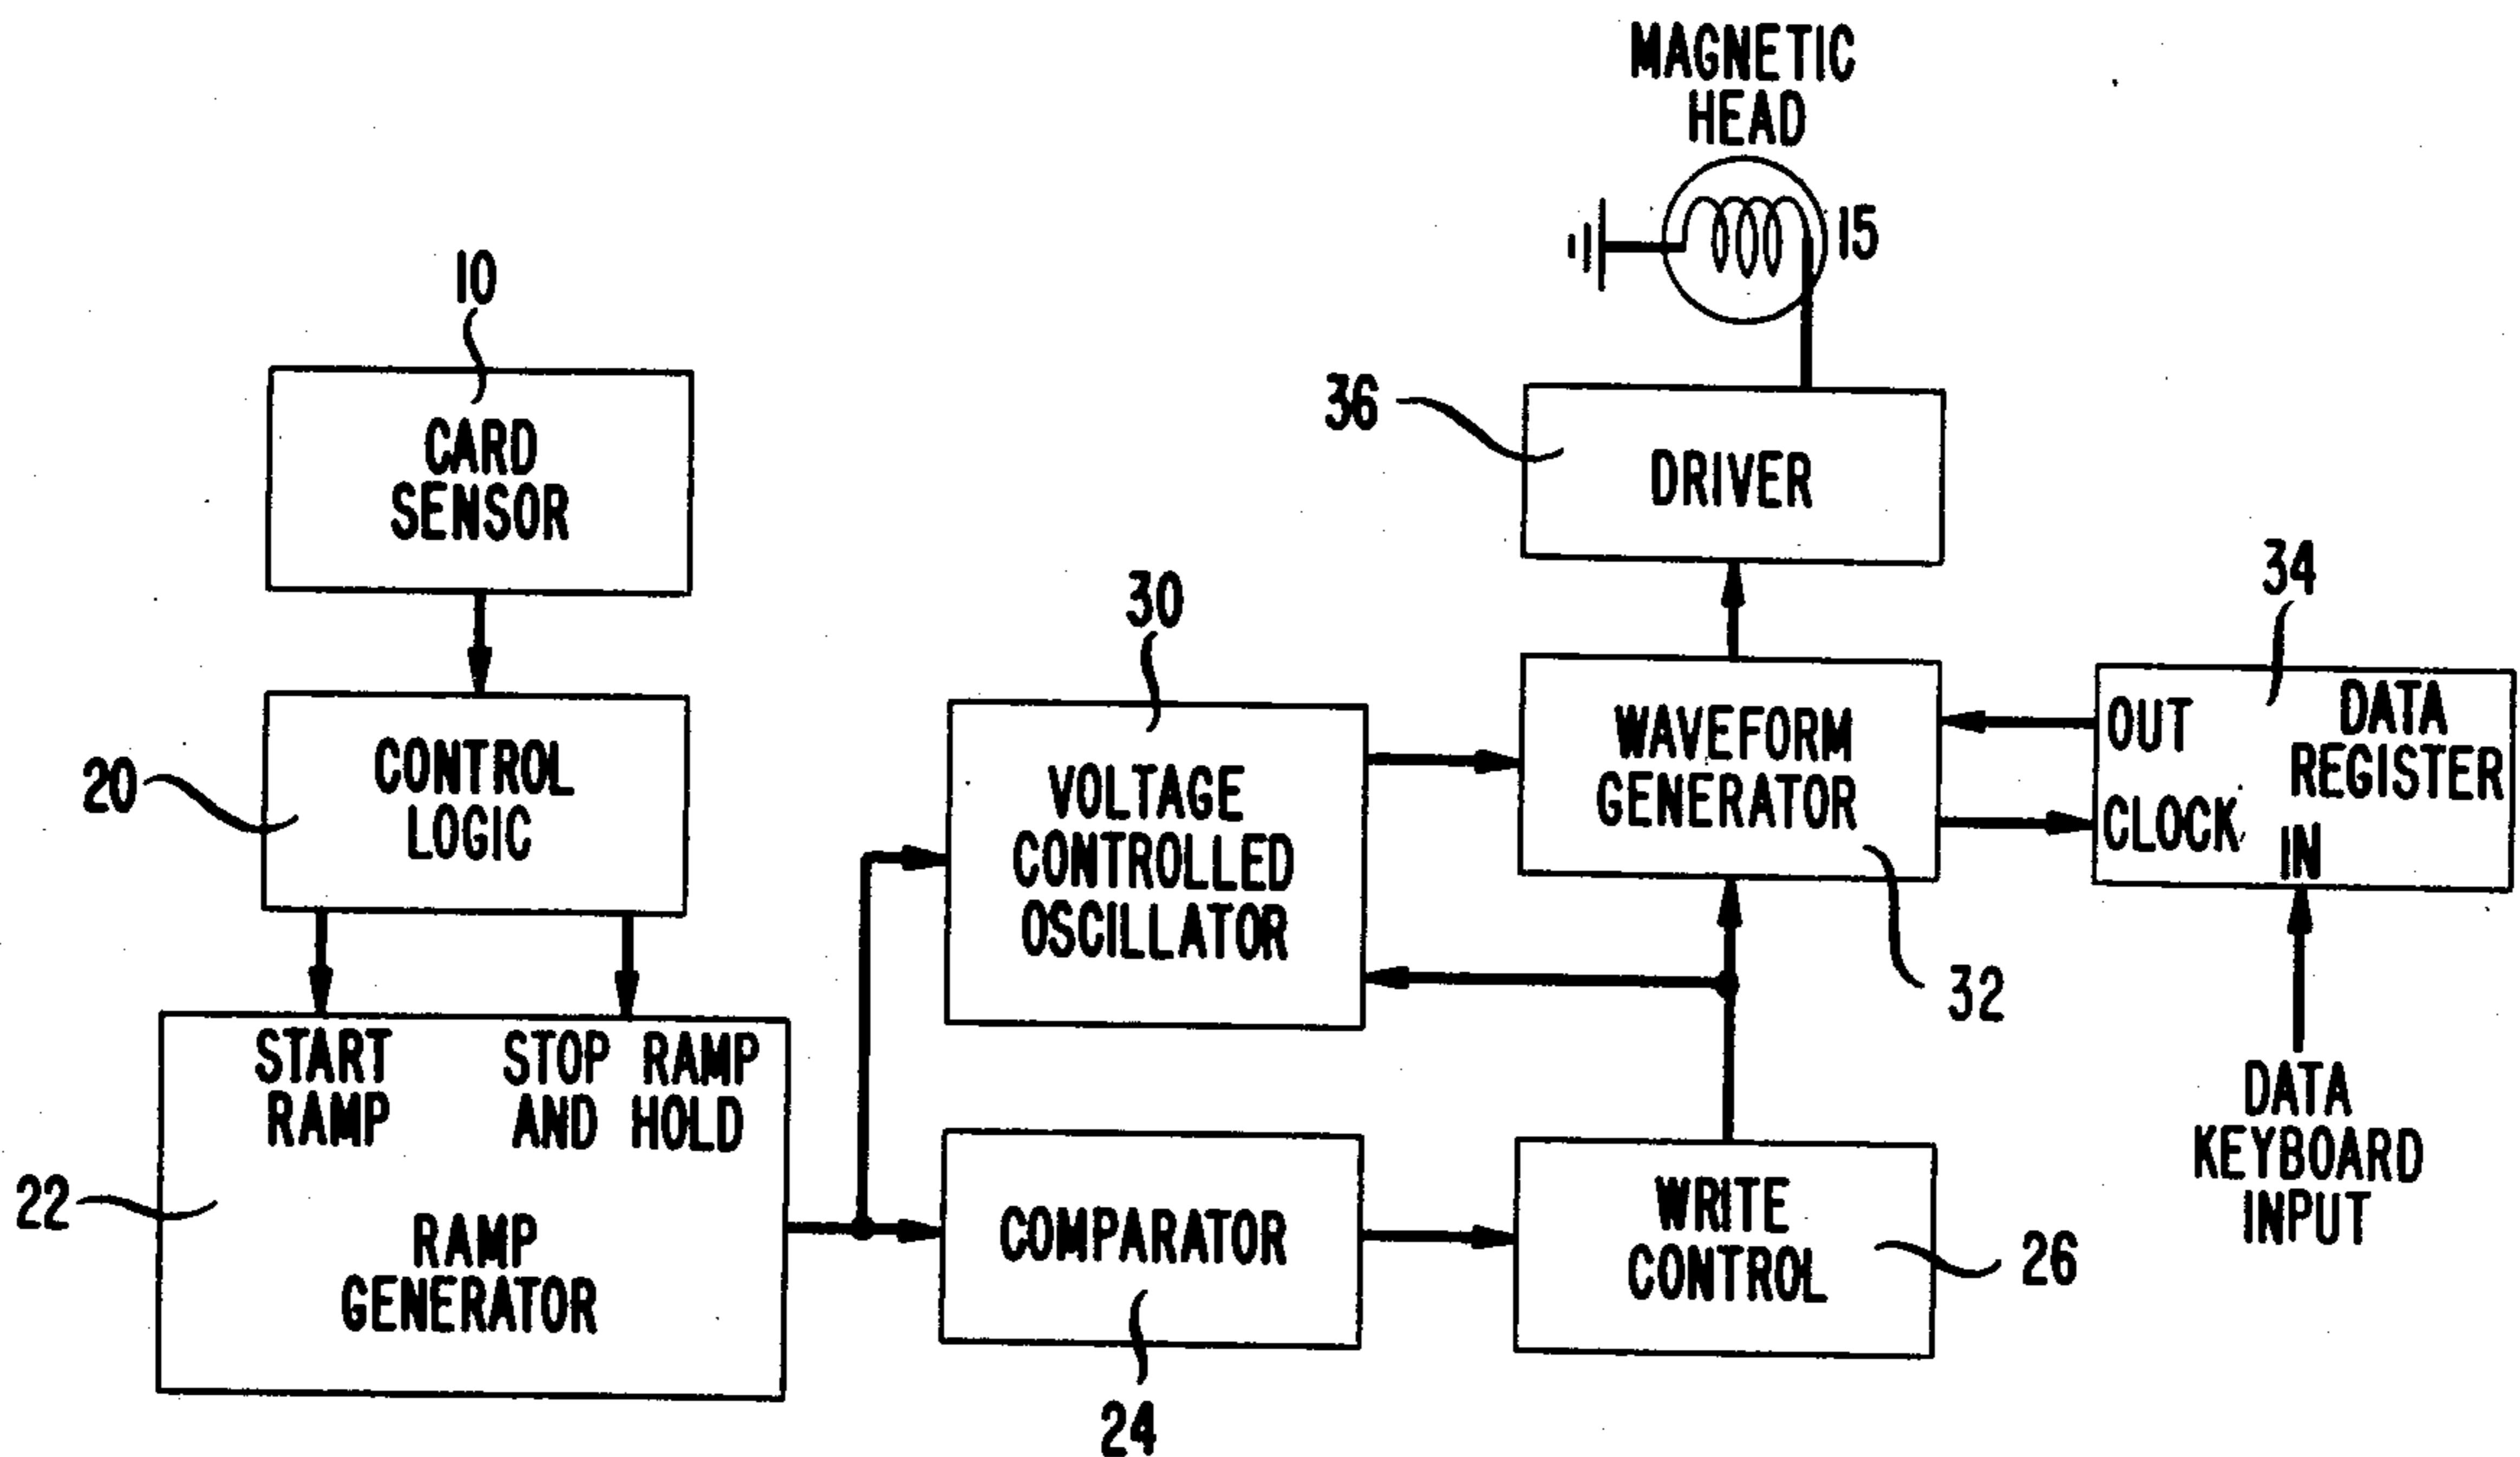 MAGNETIC
HEAD
15
10
CARD
SENSOR
36
DRIVER
34
30
20
CONTROL
LOGIC
VOLTAGE
CONTROLLED
OSCILLATOR
WAVEFORM
GENERATOR
32
OUT
DATA
REGISTER
CLOCK
IN
DATA
KEYBOARD
INPUT
START
RAMP
STOP RAMP
AND HOLD
22
RAMP
GENERATOR
COMPARATOR
24
WRITE
CONTROL
26